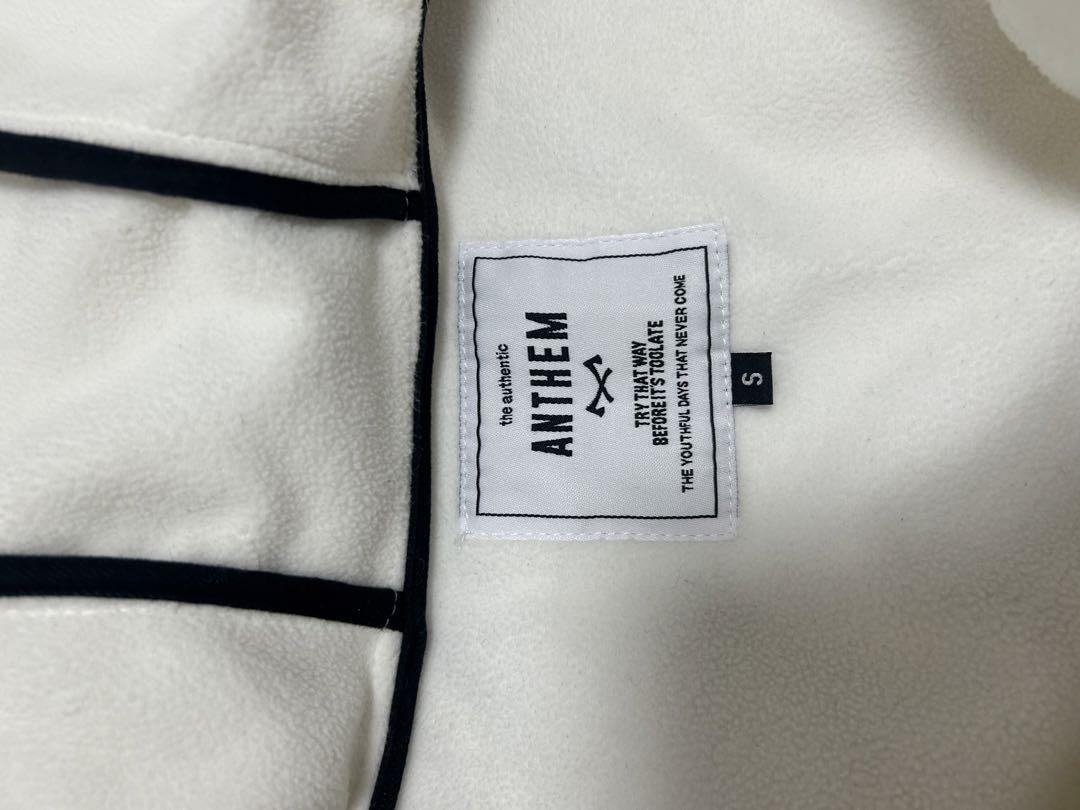 the authentic
ANTHEM
TRY THAT WAY
BEFORE IT'S TOOLATE
THE YOUTHFUL DAYS THAT NEVER COME
S